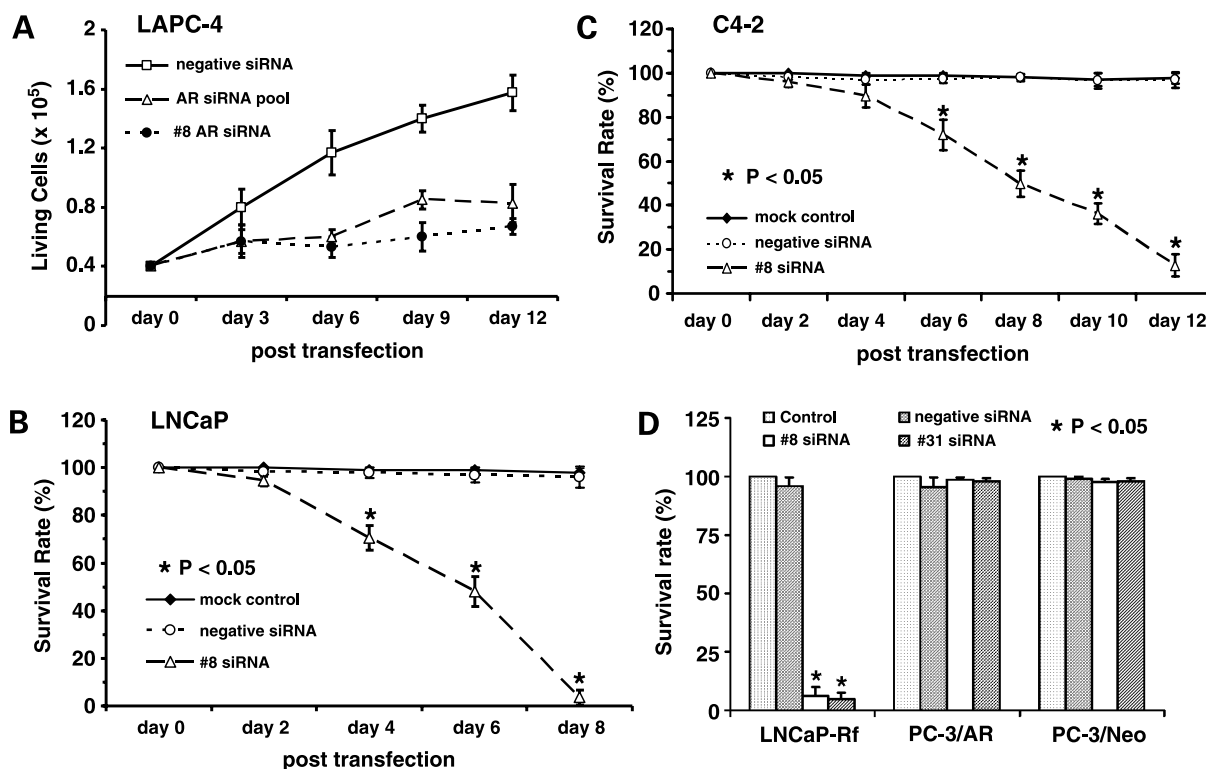 A
LAPC-4
2
1.6
1.2
0.8
0.4
0
Living Cells (x 10⁵)
negative siRNA
AR siRNA pool
#8 AR siRNA
day 0 day 3 day 6 day 9 day 12
post transfection
C
C4-2
120
100
80
60
40
20
0
Survival Rate (%)
* P < 0.05
mock control
negative siRNA
#8 siRNA
* * * *
day 0 day 2 day 4 day 6 day 8 day 10 day 12
post transfection
B
LNCaP
120
100
80
60
40
20
0
Survival Rate (%)
* P < 0.05
mock control
negative siRNA
#8 siRNA
* * *
day 0 day 2 day 4 day 6 day 8
post transfection
D
125
100
75
50
25
0
Survival rate (%)
Control negative siRNA
#8 siRNA #31 siRNA
* P < 0.05
* *
LNCaP-Rf PC-3/AR PC-3/Neo